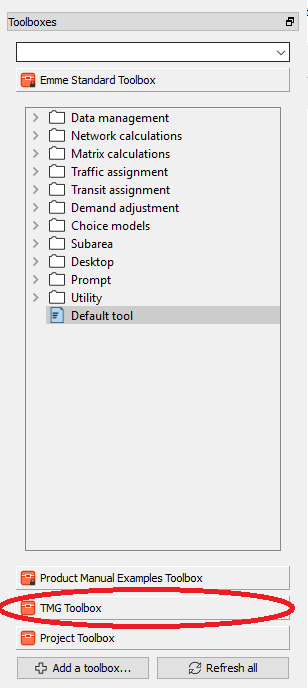 Toolboxes
Emme Standard Toolbox
Data management
Network calculations
Matrix calculations
Traffic assignment
Transit assignment
Demand adjustment
Choice models
Subarea
Desktop
Prompt
Utility
Default tool
Product Manual Examples Toolbox
TMG Toolbox
Project Toolbox
Add a toolbox... Refresh all